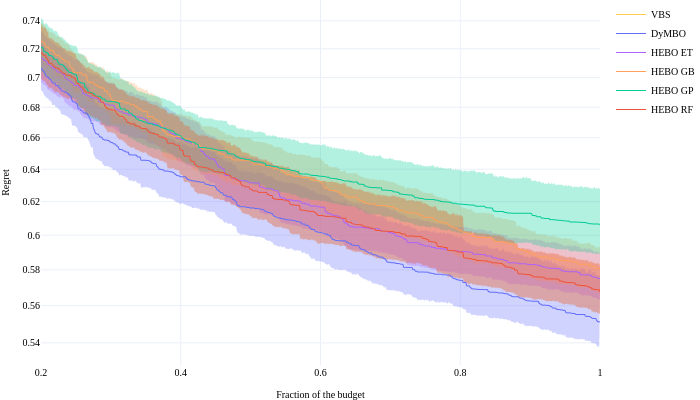 0.74
0.72
0.7
0.68
0.66
0.64
0.62
0.6
0.58
0.56
0.54
Regret
0.2
0.4
0.6
0.8
1
Fraction of the budget
VBS
DyMBO
HEBO ET
HEBO GB
HEBO GP
HEBO RF